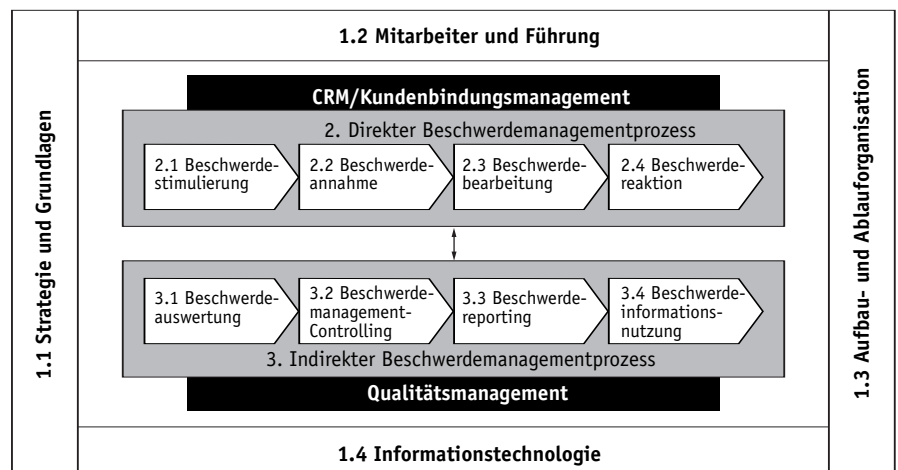 1.2 Mitarbeiter und Führung
1.1 Strategie und Grundlagen
CRM/Kundenbindungsmanagement
2. Direkter Beschwerdemanagementprozess
2.1 Beschwerde-
stimulierung
2.2 Beschwerde-
annahme
2.3 Beschwerde-
bearbeitung
2.4 Beschwerde-
reaktion
3.1 Beschwerde-
auswertung
3.2 Beschwerde-
management-
Controlling
3.3 Beschwerde-
reporting
3.4 Beschwerde-
informations-
nutzung
3. Indirekter Beschwerdemanagementprozess
Qualitätsmanagement
1.3 Aufbau- und Ablauforganisation
1.4 Informationstechnologie